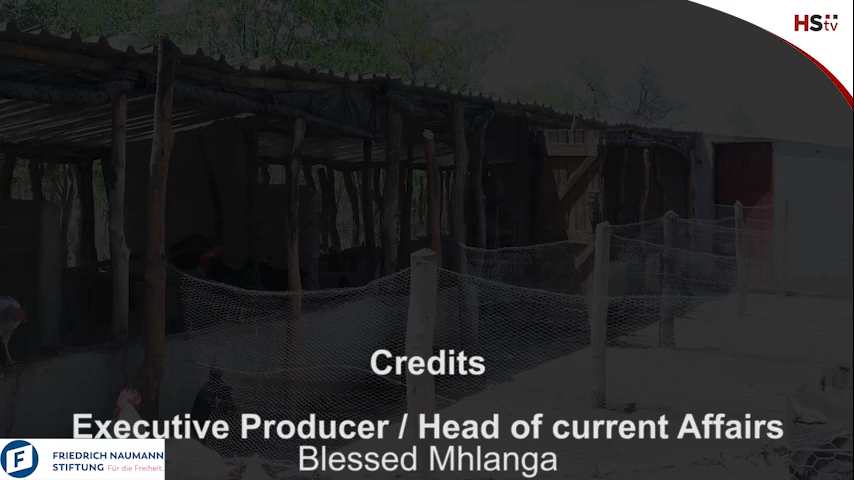 HStv
Credits
Executive Producer / Head of current Affairs
Blessed Mhlanga
F
FRIEDRICH NAUMANN
STIFTUNG Für die Freiheit.